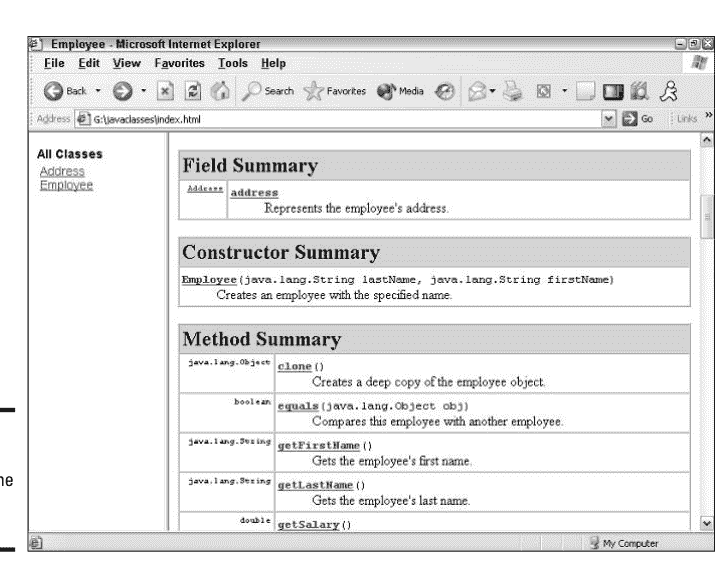 Employee - Microsoft Internet Explorer
File Edit View Favorites Tools Help
Back Search Favorites Media
Address G:\javaclasses\index.html Go Links »
All Classes
Address
Employee
Field Summary
Address address
Represents the employee's address.
Constructor Summary
Employee(java.lang.String lastName, java.lang.String firstName)
Creates an employee with the specified name.
Method Summary
java.lang.Object clone()
Creates a deep copy of the employee object.
boolean equals(java.lang.Object obj)
Compares this employee with another employee.
java.lang.String getFirstName()
Gets the employee's first name.
java.lang.String getLastName()
Gets the employee's last name.
double getSalary()
My Computer